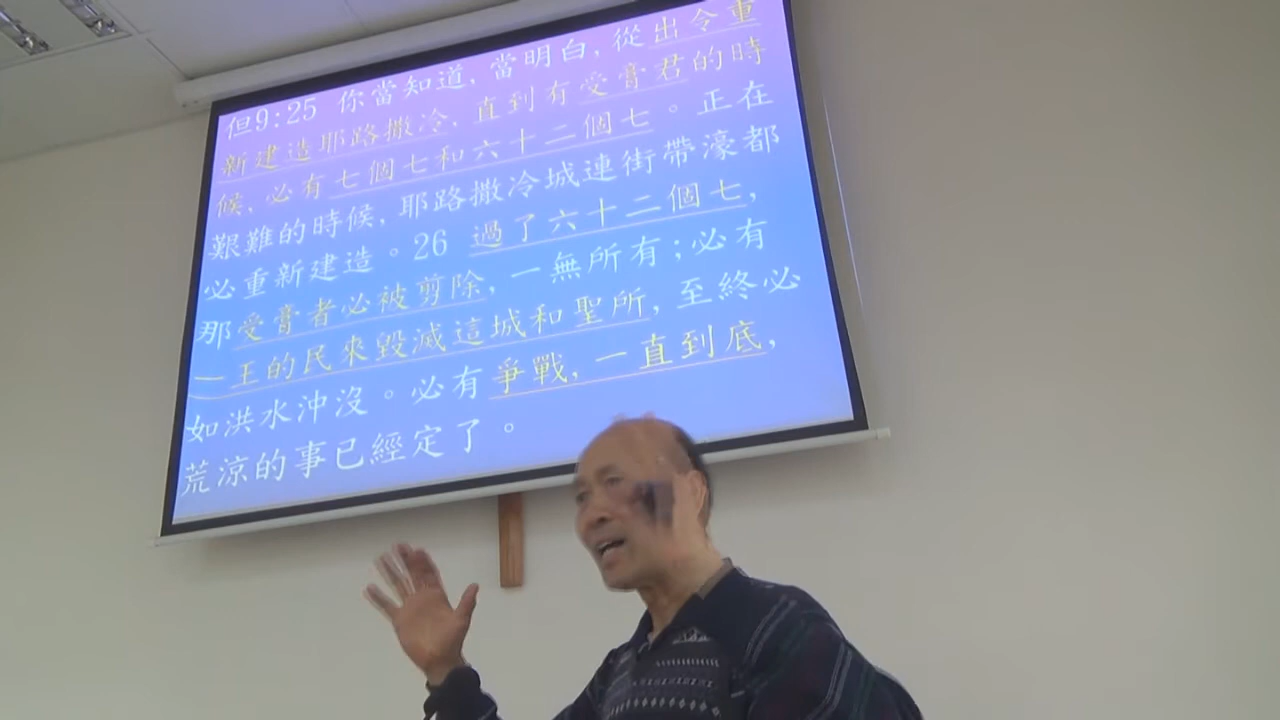 但9:25 你當知道, 當明白, 從出令重
新建造耶路撒冷, 直到有受膏君的時
候, 必有七個七和六十二個七。正在
艱難的時候, 耶路撒冷城連街帶濠都
必重新建造。26 過了六十二個七,
那受膏者必被剪除, 一無所有; 必有
一王的民來毀滅這城和聖所, 至終必
如洪水沖沒。必有爭戰, 一直到底,
荒涼的事已經定了。